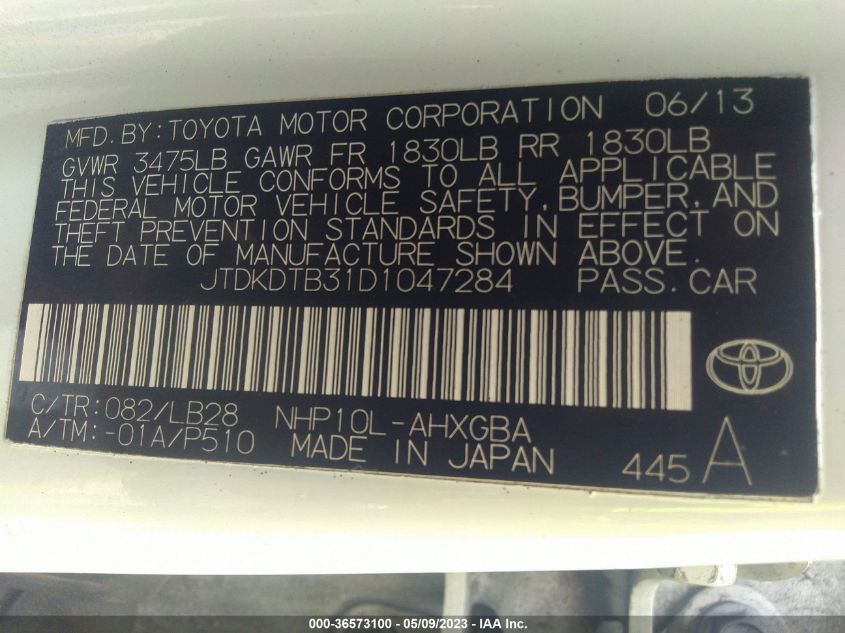 MFD. BY: TOYOTA MOTOR CORPORATION 06/13
GVWR 3475LB GAWR FR 1830LB RR 1830LB
THIS VEHICLE CONFORMS TO ALL APPLICABLE
FEDERAL MOTOR VEHICLE SAFETY, BUMPER, AND
THEFT PREVENTION STANDARDS IN EFFECT ON
THE DATE OF MANUFACTURE SHOWN ABOVE.
JTDKDTB31D1047284 PASS. CAR
C/TR: 082/LB28 NHP10L-AHXGBA
A/TM: -01A/P510 MADE IN JAPAN 445 A
000-36573100 - 05/09/2023 - IAAI Inc.